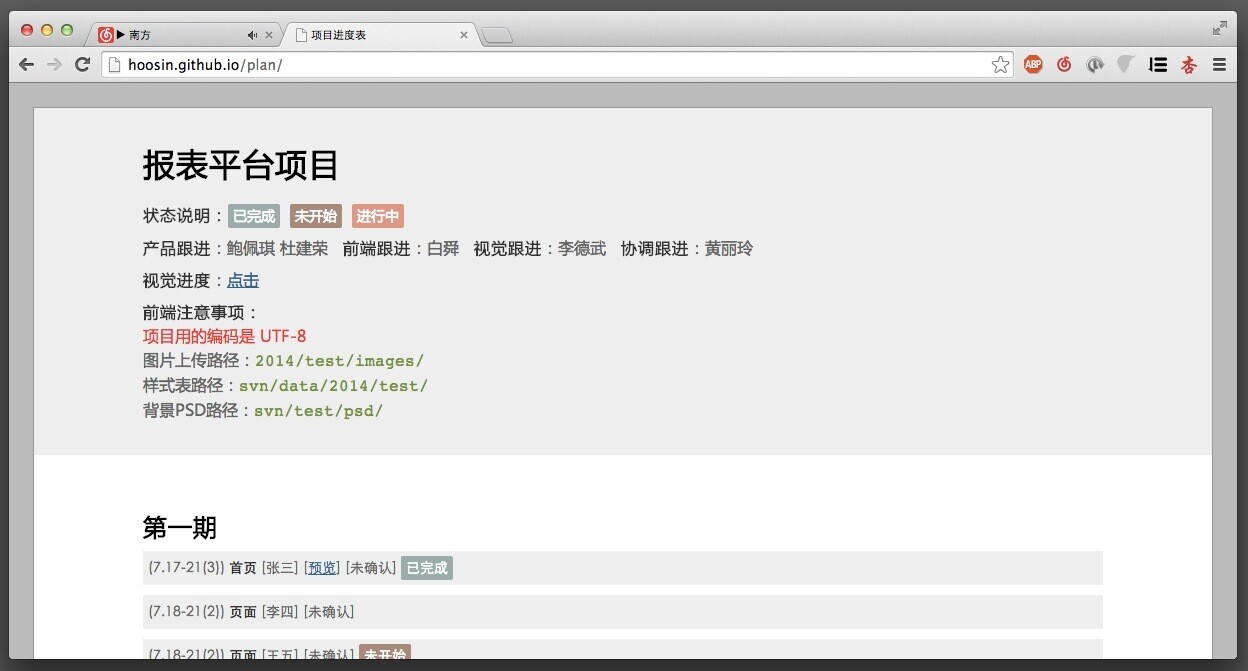 南方
项目进度表
hoosin.github.io/plan/
ABP
杏
报表平台项目
状态说明：已完成 未开始 进行中
产品跟进：鲍佩琪 杜建荣 前端跟进：白舜 视觉跟进：李德武 协调跟进：黄丽玲
视觉进度：点击
前端注意事项：
项目用的编码是 UTF-8
图片上传路径：2014/test/images/
样式表路径：svn/data/2014/test/
背景PSD路径：svn/test/psd/
第一期
(7.17-21(3)) 首页 [张三] [预览] [未确认] 已完成
(7.18-21(2)) 页面 [李四] [未确认]
(7.18-21(2)) 页面 [王五] [未确认] 未开始